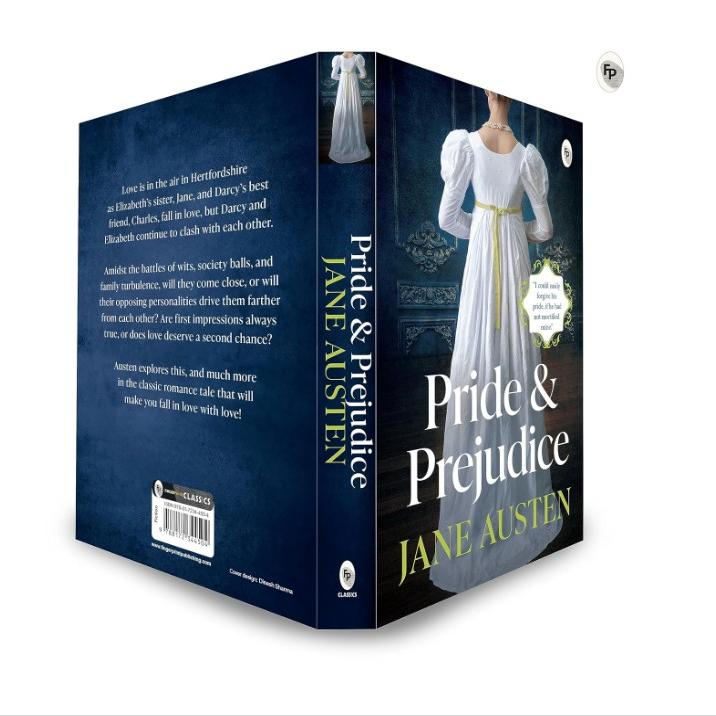 Love is in the air in Hertfordshire
as Elizabeth's sister, Jane, and Darcy's best
friend, Charles, fall in love, but Darcy and
Elizabeth continue to clash with each other.
Amidst the battles of wits, society balls, and
family turbulence, will they come close, or will
their opposing personalities drive them farther
from each other? Are first impressions always
true, or does love deserve a second chance?
Austen explores this, and much more
in the classic romance tale that will
make you fall in love with love!
FP
CLASSICS
Fiction
www.fingerprintpublishing.com
Cover design: Dinesh Sharma
Pride & Prejudice
JANE AUSTEN
FP
CLASSICS
FP
"I could easily
forgive his
pride, if he had
not mortified
mine."
Pride &
Prejudice
JANE AUSTEN
FP